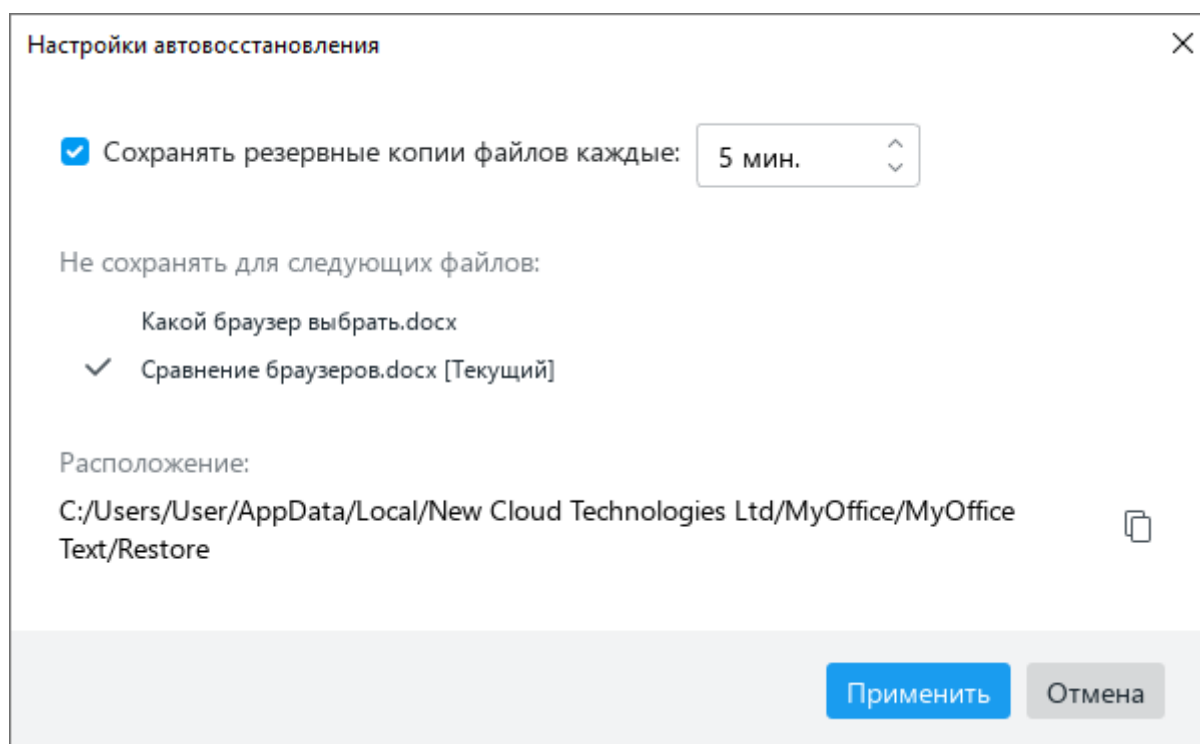 Настройки автовосстановления
Сохранять резервные копии файлов каждые: 5 мин.
Не сохранять для следующих файлов:
Какой браузер выбрать.docx
Сравнение браузеров.docx [Текущий]
Расположение:
C:/Users/User/AppData/Local/New Cloud Technologies Ltd/MyOffice/MyOffice
Text/Restore
Применить Отмена